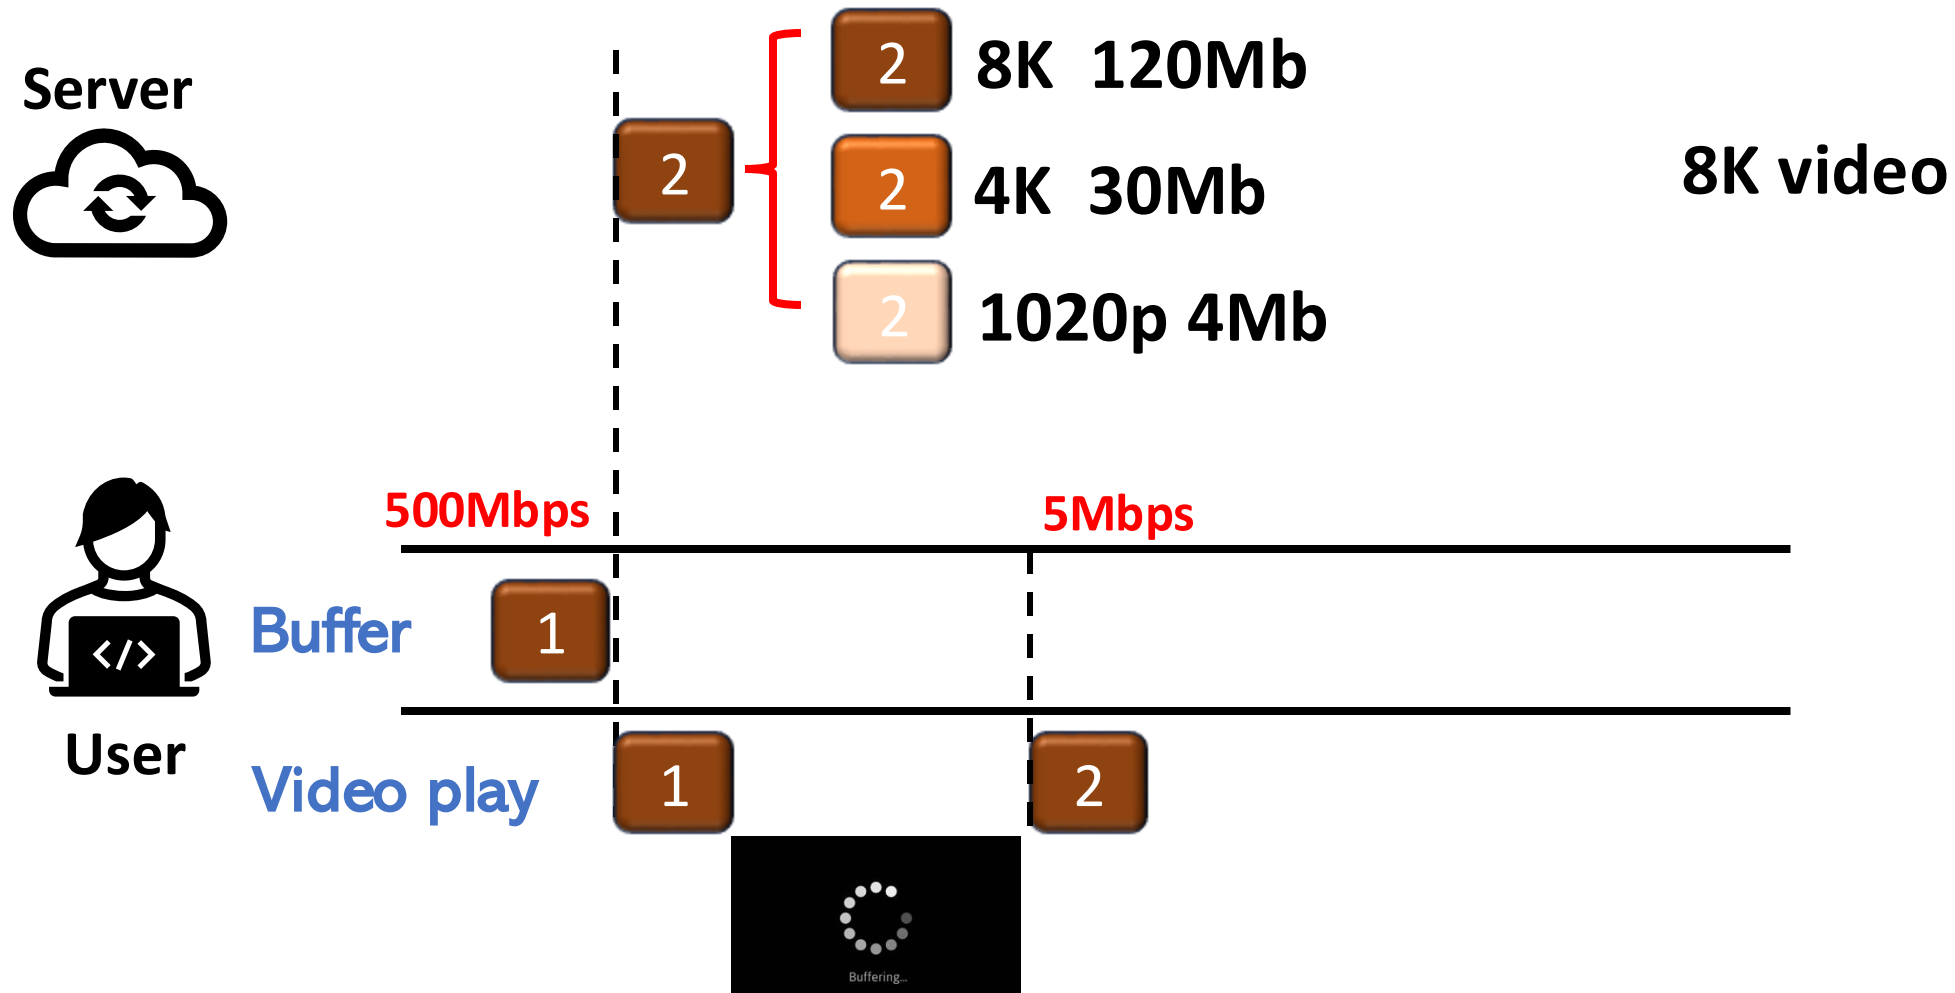 Server
2
2
8K 120Mb
2
4K 30Mb
2
1020p 4Mb
8K video
500Mbps
5Mbps
Buffer
1
</>
User
Video play
1
2
Buffering...